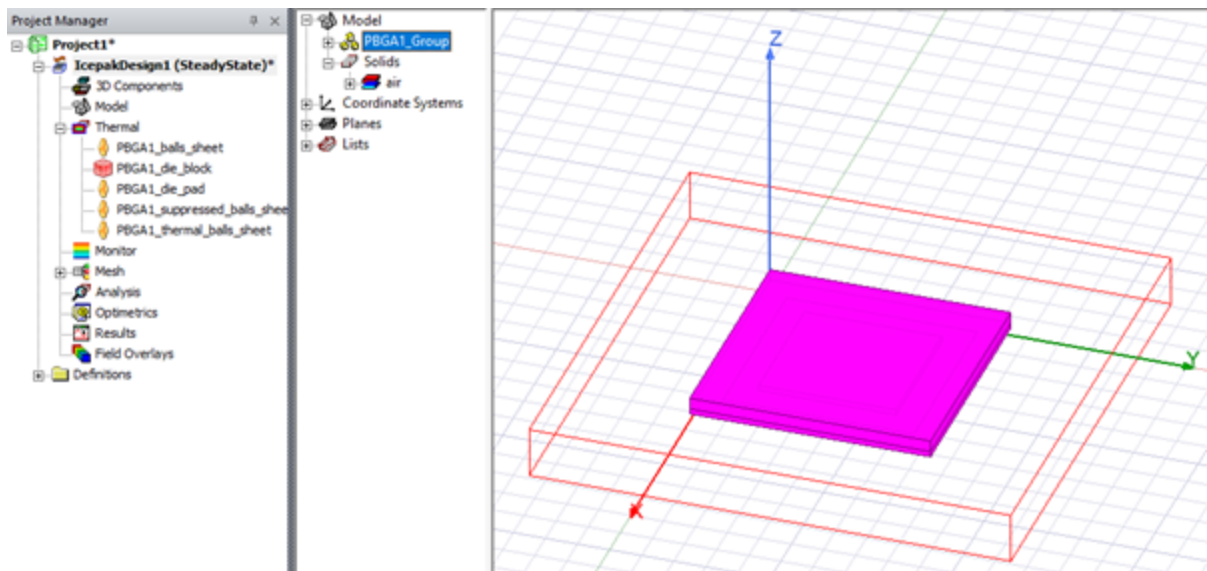 Project Manager
Project1*
IcepakDesign1 (SteadyState)*
3D Components
Model
Thermal
PBGA1_balls_sheet
PBGA1_die_block
PBGA1_die_pad
PBGA1_suppressed_balls_shee
PBGA1_thermal_balls_sheet
Monitor
Mesh
Analysis
Optimetrics
Results
Field Overlays
Definitions
Model
PBGA1_Group
Solids
air
Coordinate Systems
Planes
Lists
Z
Y
X